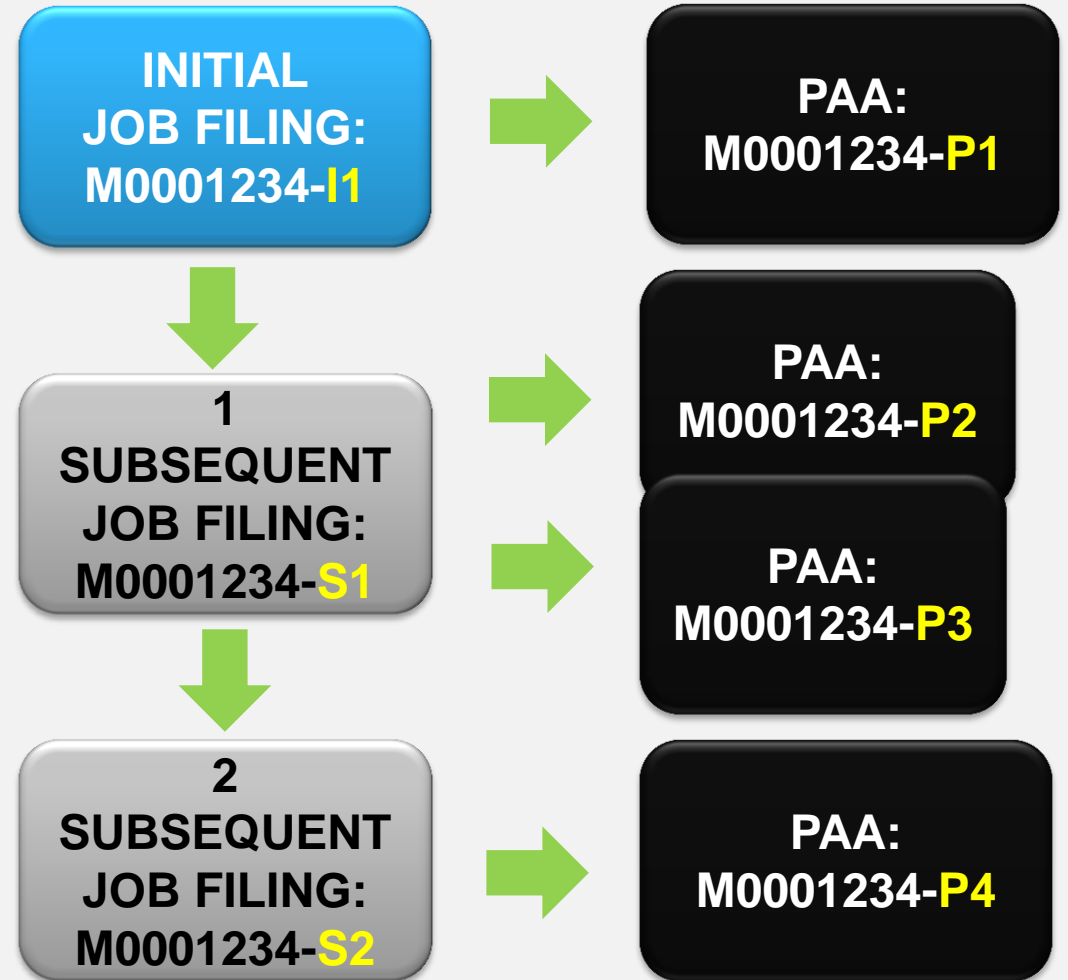 INITIAL
JOB FILING:
M0001234-I1
PAA:
M0001234-P1
1
SUBSEQUENT
JOB FILING:
M0001234-S1
PAA:
M0001234-P2
PAA:
M0001234-P3
2
SUBSEQUENT
JOB FILING:
M0001234-S2
PAA:
M0001234-P4